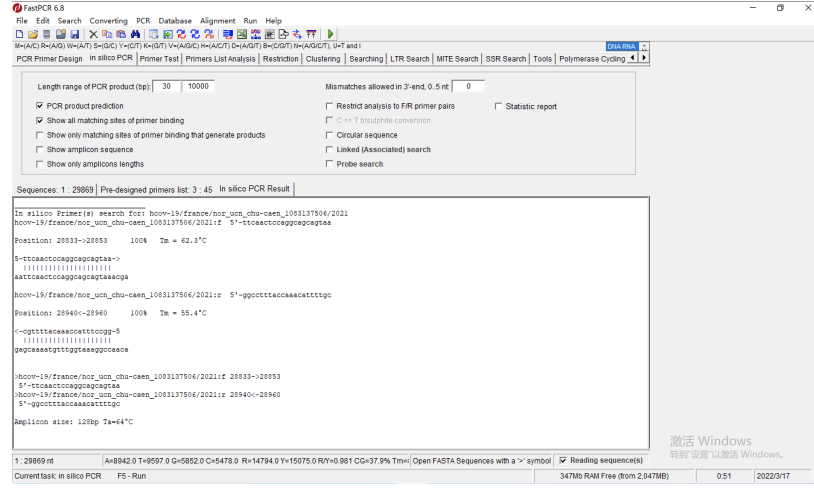 FastPCR 6.8
File Edit Search Converting PCR Database Alignment Run Help
M=(A/C) R=(A/G) W=(A/T) S=(G/C) Y=(C/T) K=(G/T) V=(A/G/C) H=(A/C/T) D=(A/G/T) B=(C/G/T) N=(A/G/C/T), U=T and I
DNA RNA
PCR Primer Design in silico PCR Primer Test Primers List Analysis Restriction Clustering Searching LTR Search MITE Search SSR Search Tools Polymerase Cycling
Length range of PCR product (bp): 30 10000
Mismatches allowed in 3'-end, 0..5 nt: 0
PCR product prediction
Restrict analysis to F/R primer pairs
Statistic report
Show all matching sites of primer binding
C >> T bisulphite conversion
Show only matching sites of primer binding that generate products
Circular sequence
Show amplicon sequence
Linked (Associated) search
Show only amplicons lengths
Probe search
Sequences: 1 : 29869 Pre-designed primers list: 3 : 45 In silico PCR Result
In silico Primer(s) search for: hcov-19/france/nor_ucn_chu-caen_1083137506/2021
hcov-19/france/nor_ucn_chu-caen_1083137506/2021:f 5'-ttcaactccaggcagcagtaa
Position: 28833->28853 100% Tm = 62.3°C
5-ttcaactccaggcagcagtaa->
|||||||||||||||||||||
aattcaactccaggcagcagtaaacga
hcov-19/france/nor_ucn_chu-caen_1083137506/2021:r 5'-ggcctttaccaaacattttgc
Position: 28940<-28960 100% Tm = 55.4°C
<-cgttttacaaaccatttccgg-5
|||||||||||||||||||||
gagcaaaatgtttggtaaaggccaaca
>hcov-19/france/nor_ucn_chu-caen_1083137506/2021:f 28833->28853
5'-ttcaactccaggcagcagtaa
>hcov-19/france/nor_ucn_chu-caen_1083137506/2021:r 28940<-28960
5'-ggcctttaccaaacattttgc
Amplicon size: 128bp Ta=64°C
激活 Windows
转到"设置"以激活 Windows。
1 : 29869 nt A=8942.0 T=9597.0 G=5852.0 C=5478.0 R=14794.0 Y=15075.0 R/Y=0.981 CG=37.9% Tm= Open FASTA Sequences with a '>' symbol Reading sequence(s)
Current task: in silico PCR F5 - Run 347Mb RAM Free (from 2,047MB) 0:51 2022/3/17